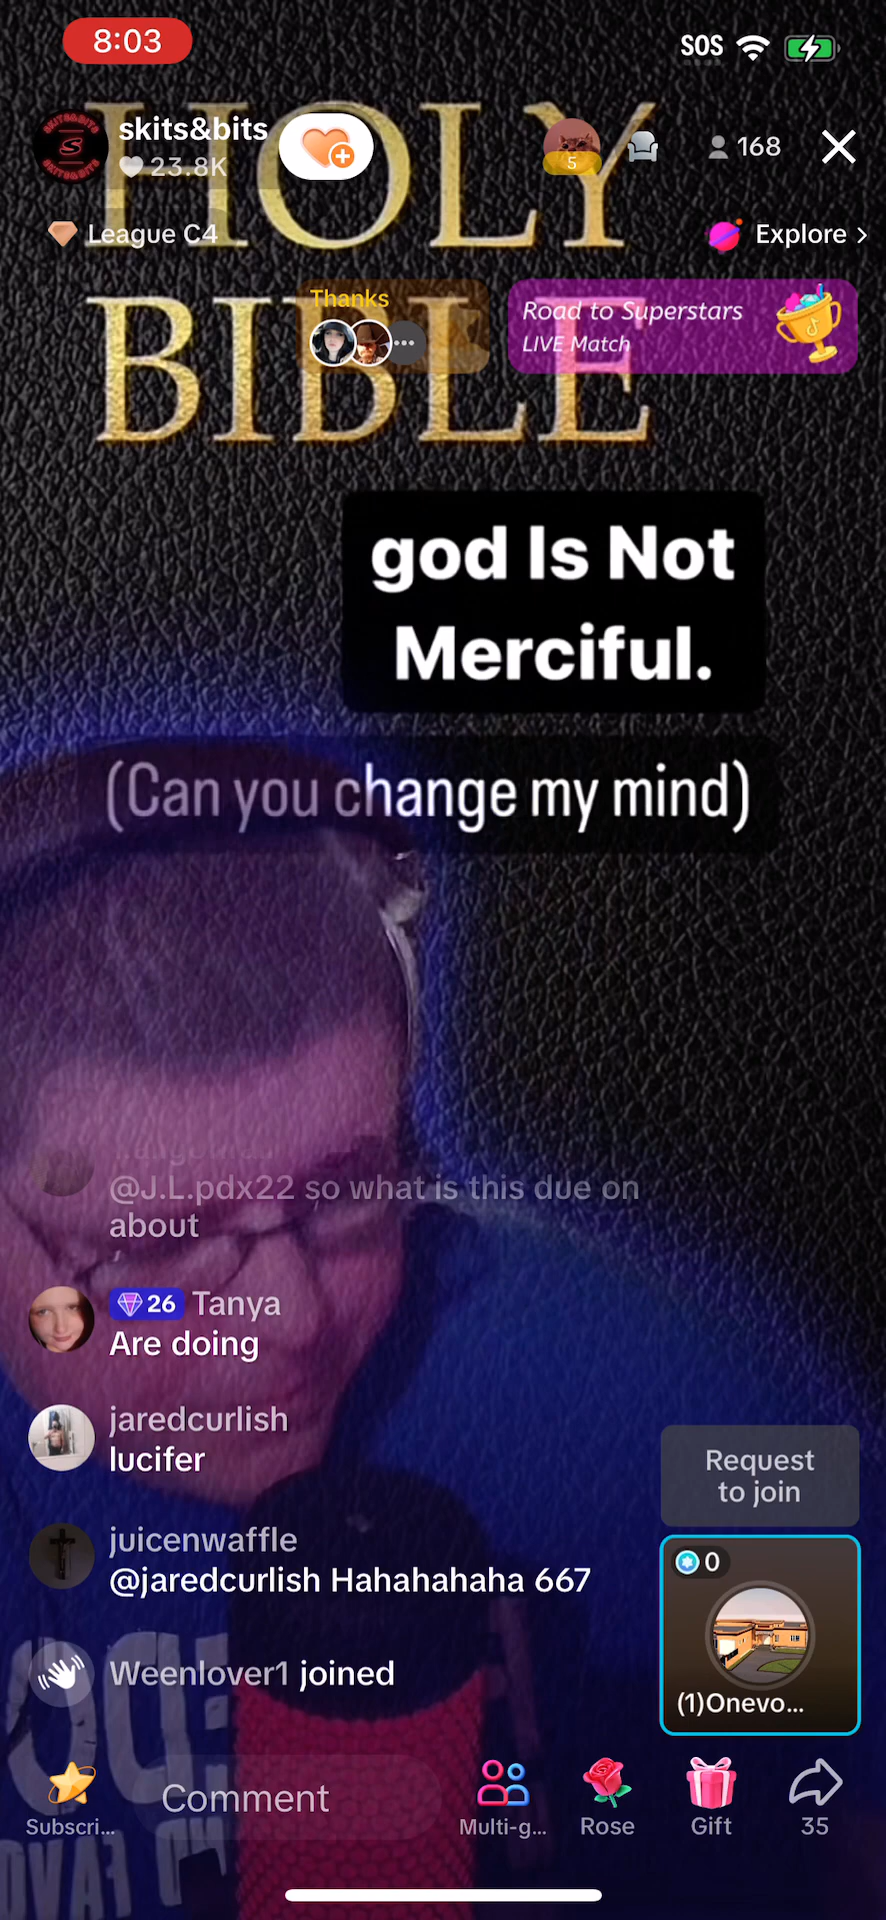 8:03
SOS
HOLY
BIBLE
skits&bits
23.8K
5
168
League C4
Explore >
Thanks
Road to Superstars
LIVE Match
god Is Not
Merciful.
(Can you change my mind)
@J.L.pdx22 so what is this due on
about
26 Tanya
Are doing
jaredcurlish
lucifer
Request
to join
juicenwaffle
@jaredcurlish Hahahahaha 667
0
(1)Onevo...
Weenlover1 joined
Subscri...
Comment
Multi-g...
Rose
Gift
35